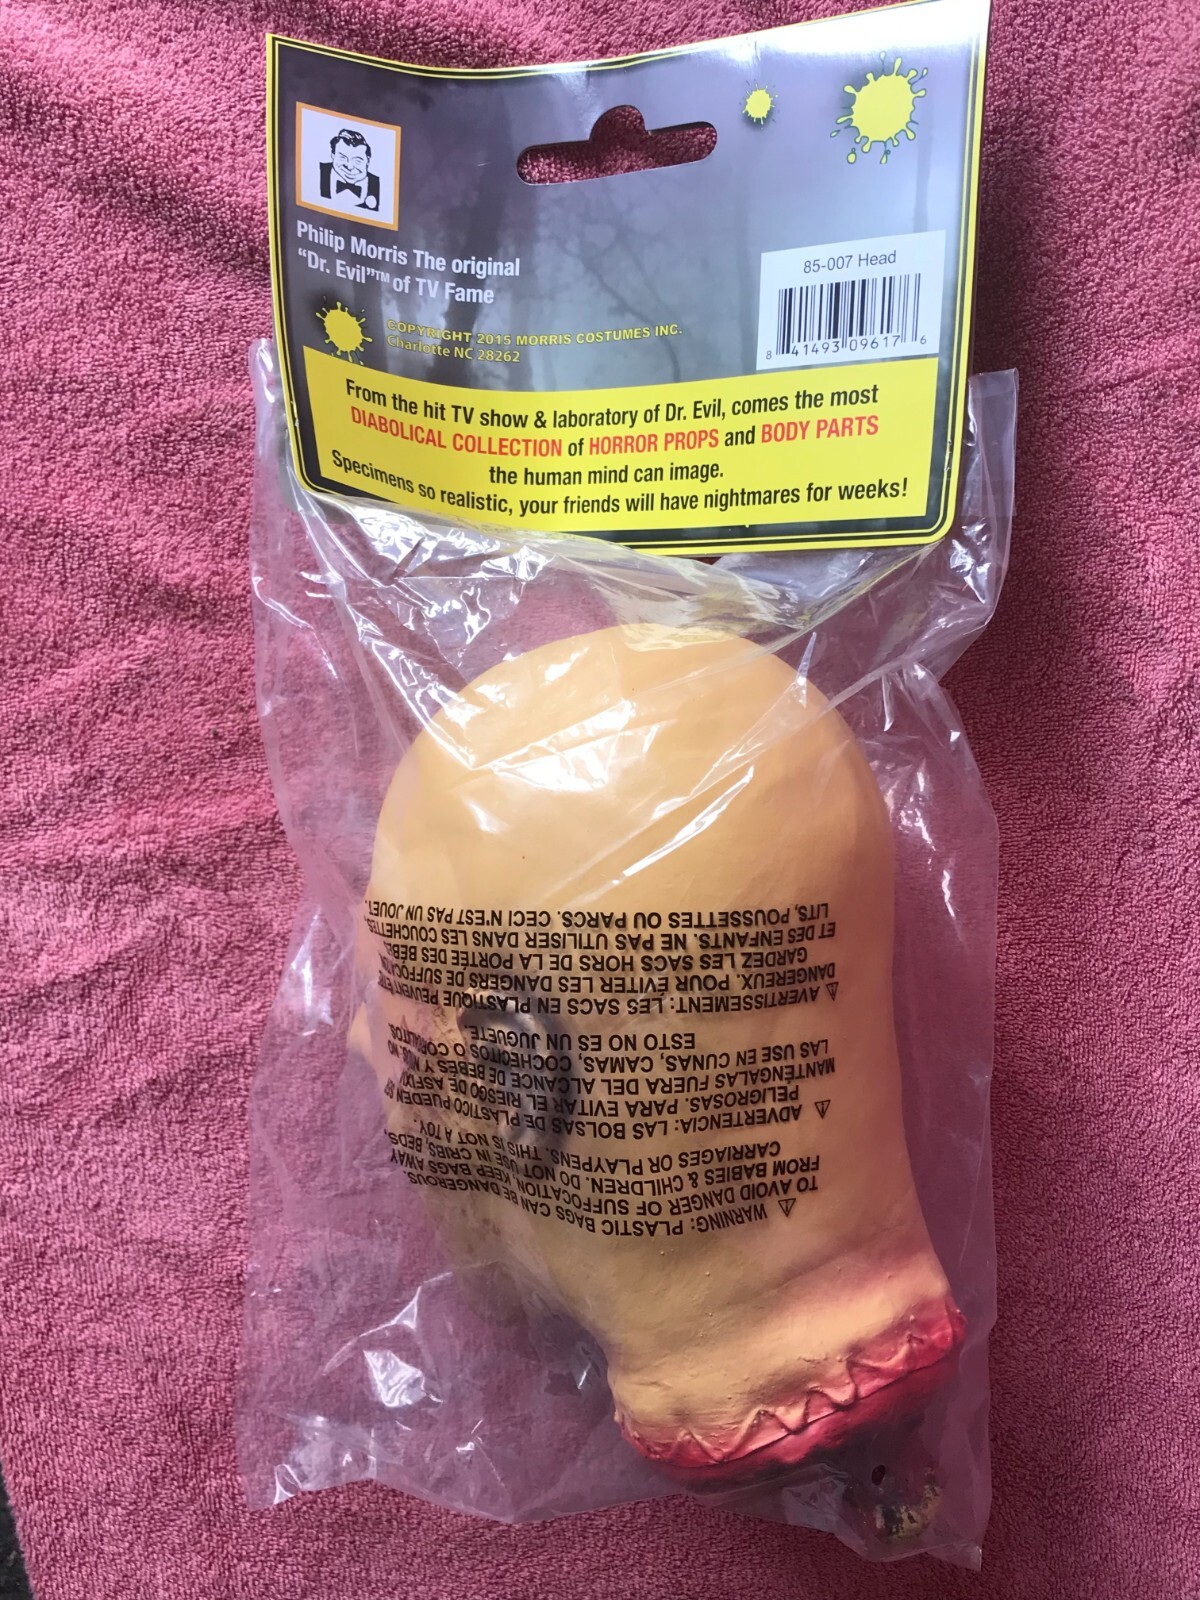 Philip Morris The original
“Dr. Evil”TM of TV Fame
COPYRIGHT 2015 MORRIS COSTUMES INC.
Charlotte NC 28262
85-007 Head
8 41493 09617 6
From the hit TV show & laboratory of Dr. Evil, comes the most
DIABOLICAL COLLECTION of HORROR PROPS and BODY PARTS
the human mind can image.
Specimens so realistic, your friends will have nightmares for weeks!
WARNING: PLASTIC BAGS CAN BE DANGEROUS.
TO AVOID DANGER OF SUFFOCATION, KEEP BAGS AWAY
FROM BABIES & CHILDREN. DO NOT USE IN CRIBS, BEDS,
CARRIAGES OR PLAYPENS. THIS IS NOT A TOY.
ADVERTENCIA: LAS BOLSAS DE PLÁSTICO PUEDEN
PELIGROSAS. PARA EVITAR EL RIESGO DE
MANTÉNGALAS FUERA DEL ALCANCE DE BEBÉS Y
LAS USE EN CUNAS, CAMAS, COCHECITOS O
ESTO NO ES UN JUGUETE.
AVERTISSEMENT: LES SACS EN PLASTIQUE PEUVENT
DANGEREUX. POUR ÉVITER LES DANGERS DE
GARDEZ LES SACS HORS DE LA PORTÉE DES
ET DES ENFANTS. NE PAS UTILISER DANS LES COUCHETTES,
LITS, POUSSETTES OU PARCS. CECI N'EST PAS UN JOUET.